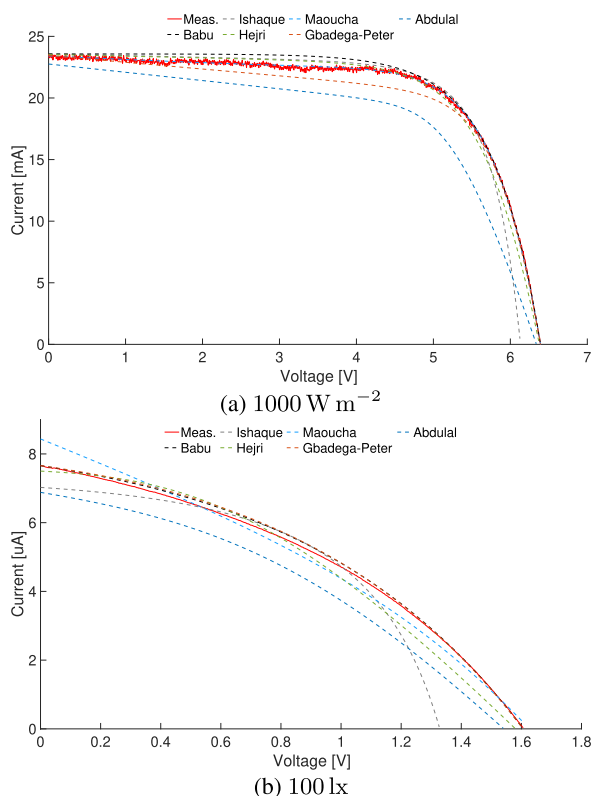 Meas. Ishaque Maoucha Abdulal
Babu Hejri Gbadega-Peter
25
20
15
10
5
0
Current [mA]
0 1 2 3 4 5 6 7
Voltage [V]
(a) 1000 W m−2
Meas. Ishaque Maoucha Abdulal
Babu Hejri Gbadega-Peter
8
6
4
2
0
Current [uA]
0 0.2 0.4 0.6 0.8 1 1.2 1.4 1.6 1.8
Voltage [V]
(b) 100 lx